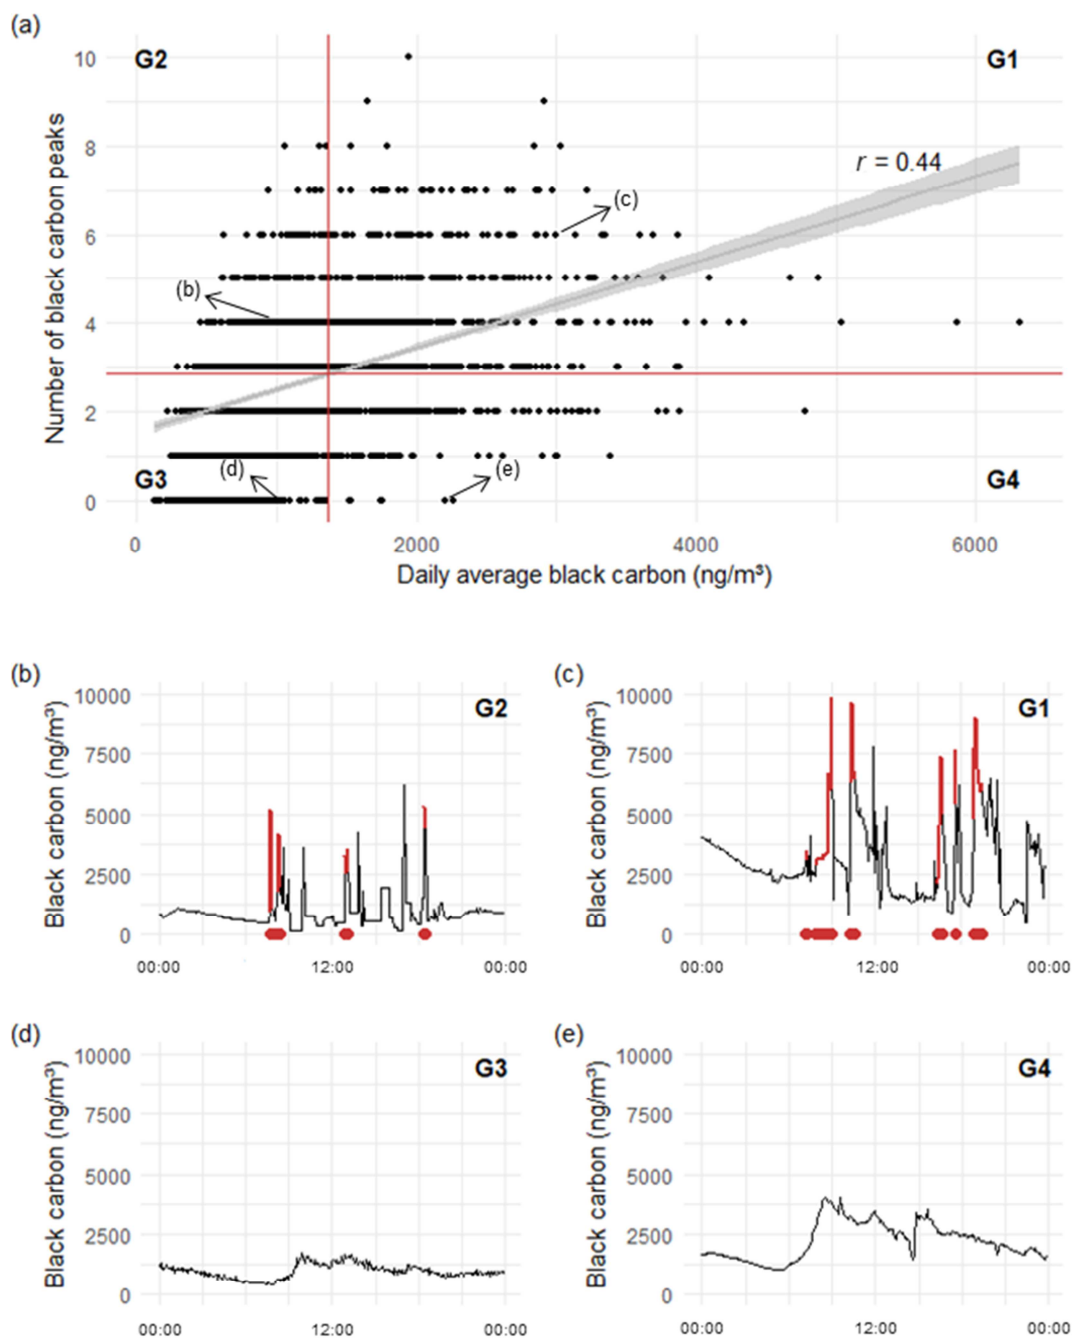 (a)
G2
G1
10
8
r = 0.44
(c)
6
(b)
4
2
(d)
(e)
G3
G4
0
Number of black carbon peaks
0 2000 4000 6000
Daily average black carbon (ng/m³)
(b)
10000
G2
7500
5000
2500
0
Black carbon (ng/m³)
00:00 12:00 00:00
(c)
10000
G1
7500
5000
2500
0
Black carbon (ng/m³)
00:00 12:00 00:00
(d)
10000
G3
7500
5000
2500
0
Black carbon (ng/m³)
00:00 12:00 00:00
(e)
10000
G4
7500
5000
2500
0
Black carbon (ng/m³)
00:00 12:00 00:00